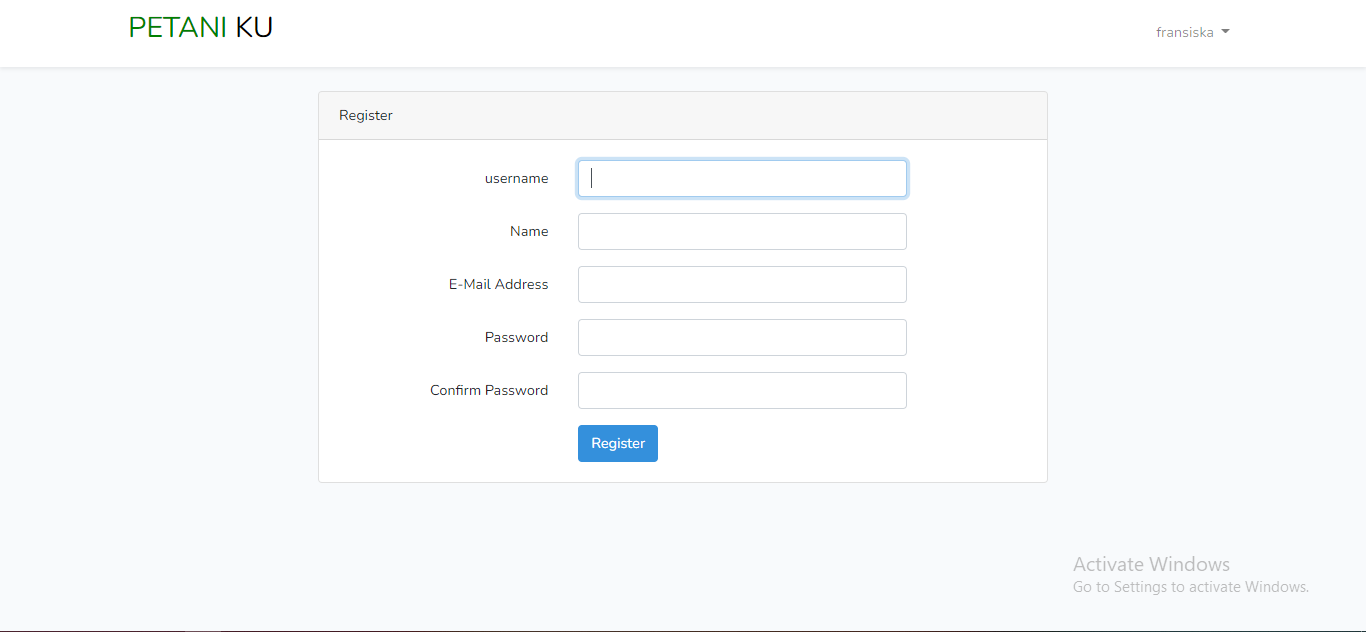 PETANI KU
fransiska
Register
username
Name
E-Mail Address
Password
Confirm Password
Register
Activate Windows
Go to Settings to activate Windows.